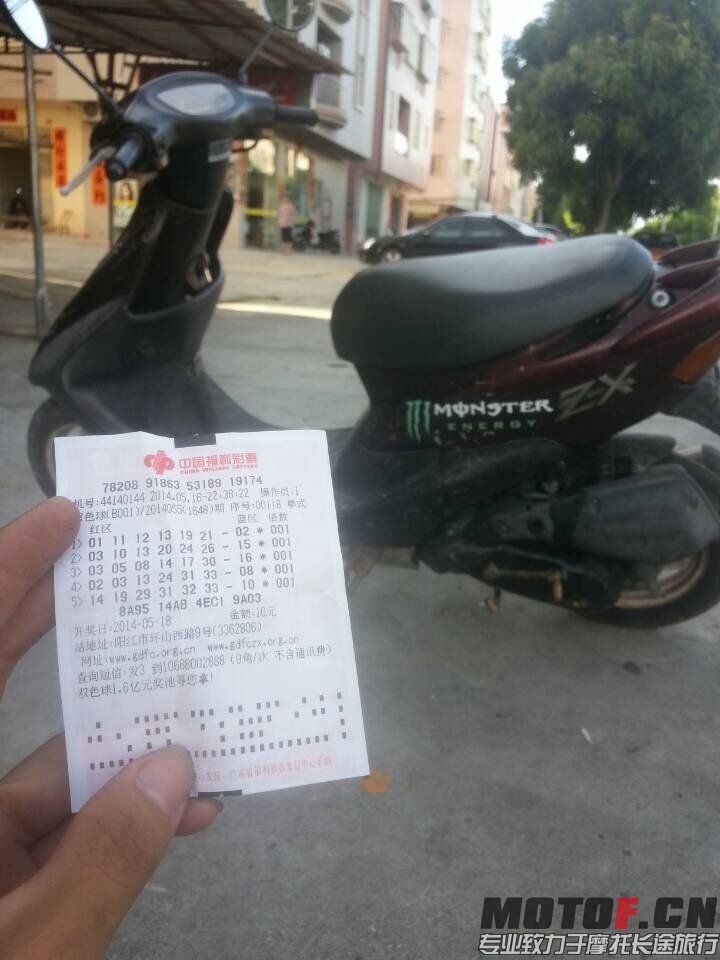 MONSTER
ENERGY
Z-X
中国福利彩票
CHINA WELFARE LOTTERY
78208 91863 53189 19174
机号:44140144 2014.05.16-22:38:22 操作员:1
双色球(B001)/2014055(1648)期 序号:00118 单式
红区 蓝区 倍数
1> 01 11 12 13 19 21 - 02 * 001
2> 03 10 13 20 24 26 - 15 * 001
3> 03 05 08 14 17 30 - 16 * 001
4> 02 03 13 24 31 33 - 08 * 001
5> 14 19 29 31 32 33 - 10 * 001
8A95 14AB 4EC1 9A03
开奖日:2014-05-18 金额:10元
站地址:阳江市环山西路9号(3362806)
网址:www.gdfc.org.cn www.gdfczx.org.cn
查询短信:发3 到10668002888 (9角/次 不含通讯费)
双色球1.6亿元奖池等您拿!
MOTOF.CN
专业致力于摩托长途旅行